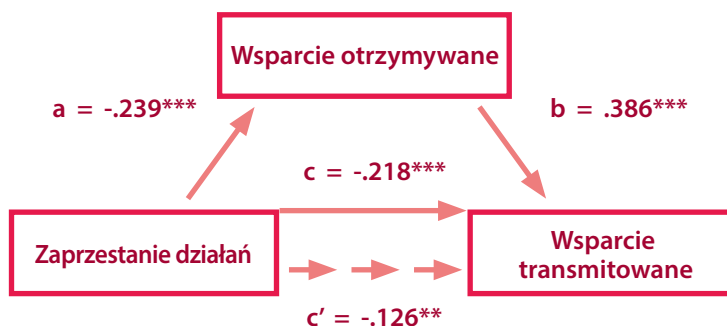 Wsparcie otrzymywane
a = -.239***
b = .386***
c = -.218***
Zaprzestanie działań
Wsparcie
transmitowane
c’ = -.126**